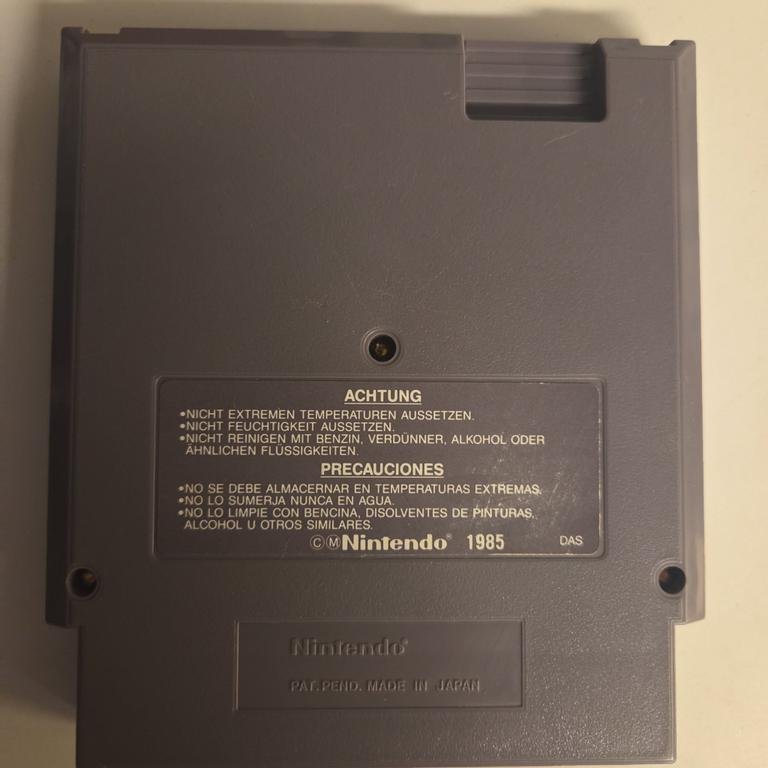 ACHTUNG
•NICHT EXTREMEN TEMPERATUREN AUSSETZEN.
•NICHT FEUCHTIGKEIT AUSSETZEN.
•NICHT REINIGEN MIT BENZIN, VERDÜNNER, ALKOHOL ODER
ÄHNLICHEN FLÜSSIGKEITEN.
PRECAUCIONES
•NO SE DEBE ALMACERNAR EN TEMPERATURAS EXTREMAS.
•NO LO SUMERJA NUNCA EN AGUA.
•NO LO LIMPIE CON BENCINA, DISOLVENTES DE PINTURAS,
ALCOHOL U OTROS SIMILARES.
ⒸⓂNintendo® 1985 DAS
Nintendo®
PAT. PEND. MADE IN JAPAN